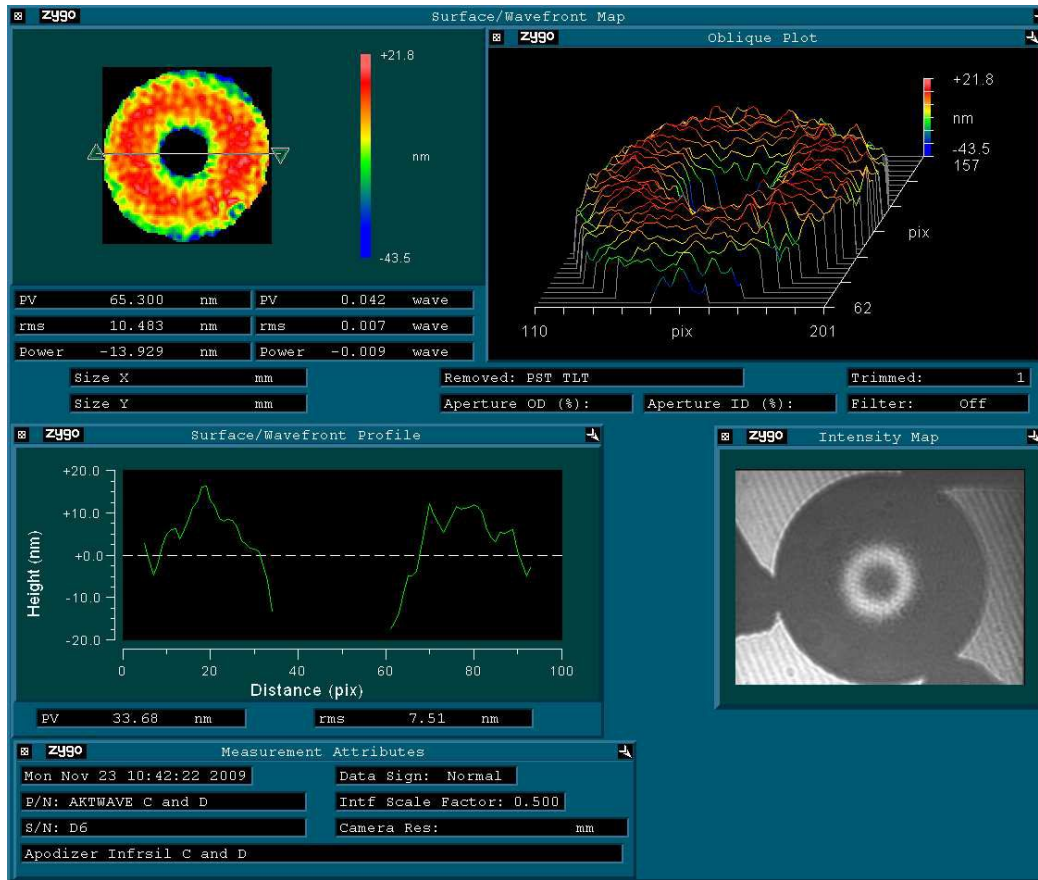 zygo Surface/Wavefront Map
+21.8
nm
-43.5
zygo Oblique Plot
+21.8
nm
-43.5
157
pix
62
110 pix 201
PV 65.300 nm PV 0.042 wave
rms 10.483 nm rms 0.007 wave
Power -13.929 nm Power -0.009 wave
Size X mm Removed: PST TLT Trimmed: 1
Size Y mm Aperture OD (%): Aperture ID (%): Filter: Off
zygo Surface/Wavefront Profile
+20.0
+10.0
+0.0
-10.0
-20.0
Height (nm)
0 20 40 60 80 100
Distance (pix)
PV 33.68 nm rms 7.51 nm
zygo Intensity Map
zygo Measurement Attributes
Mon Nov 23 10:42:22 2009 Data Sign: Normal
P/N: AKTWAVE C and D Intf Scale Factor: 0.500
S/N: D6 Camera Res: mm
Apodizer Infrsil C and D